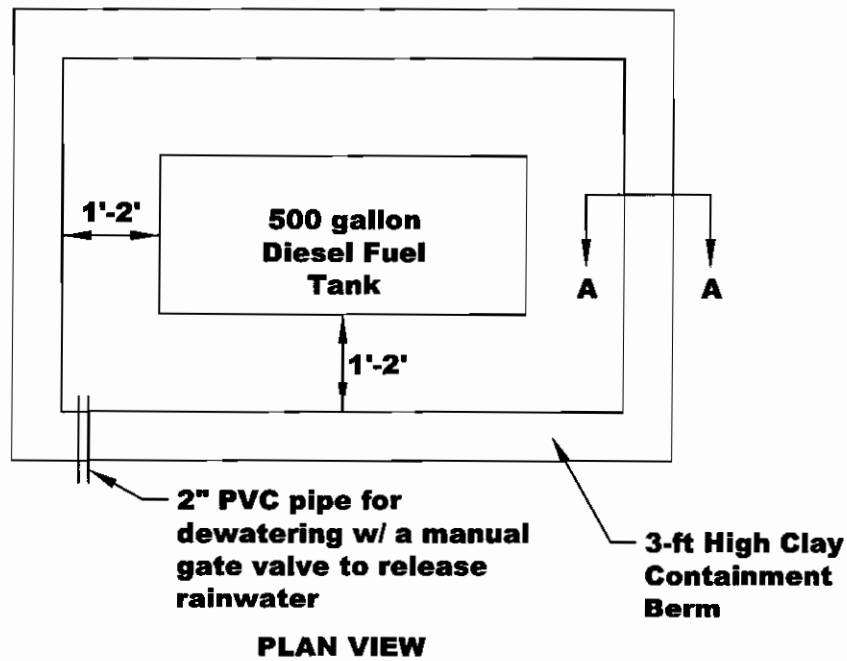 1'-2'
500 gallon
Diesel Fuel
Tank
A
A
1'-2'
2" PVC pipe for
dewatering w/ a manual
gate valve to release
rainwater
3-ft High Clay
Containment
Berm
PLAN VIEW